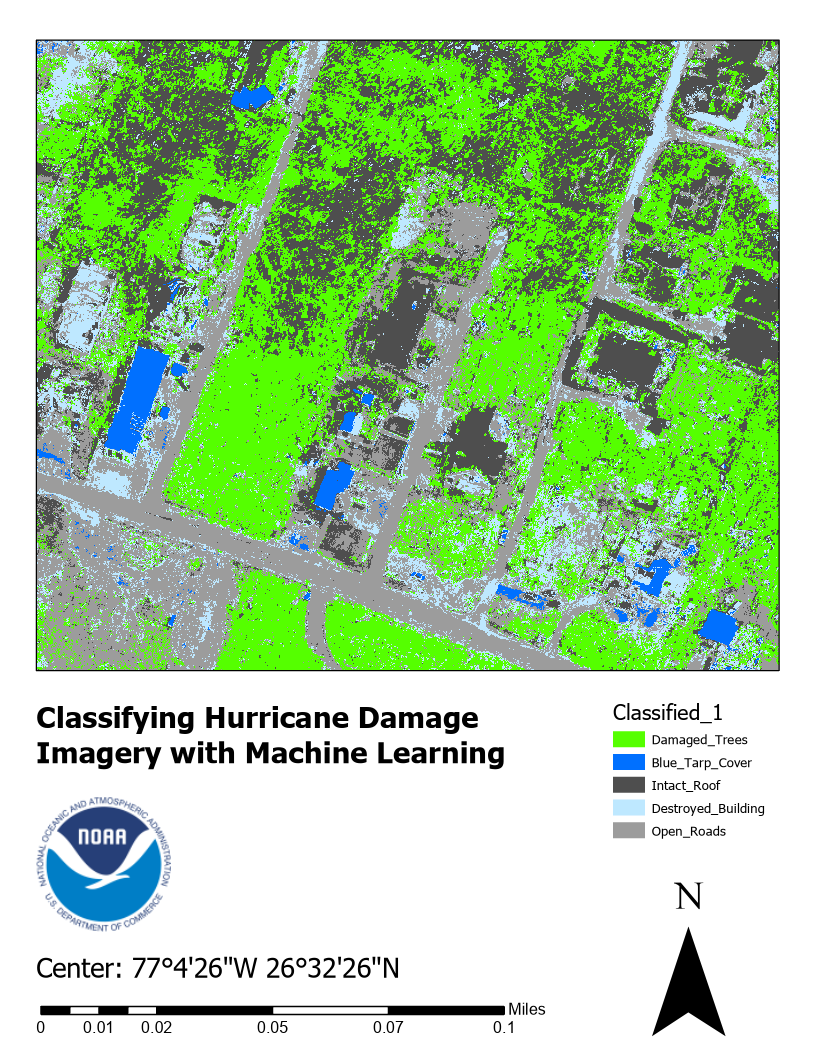 Classifying Hurricane Damage
Imagery with Machine Learning
Classified_1
Damaged_Trees
Blue_Tarp_Cover
Intact_Roof
Destroyed_Building
Open_Roads
NATIONAL OCEANIC AND ATMOSPHERIC ADMINISTRATION
NOAA
U.S. DEPARTMENT OF COMMERCE
N
Center: 77°4'26"W 26°32'26"N
Miles
0 0.01 0.02 0.05 0.07 0.1